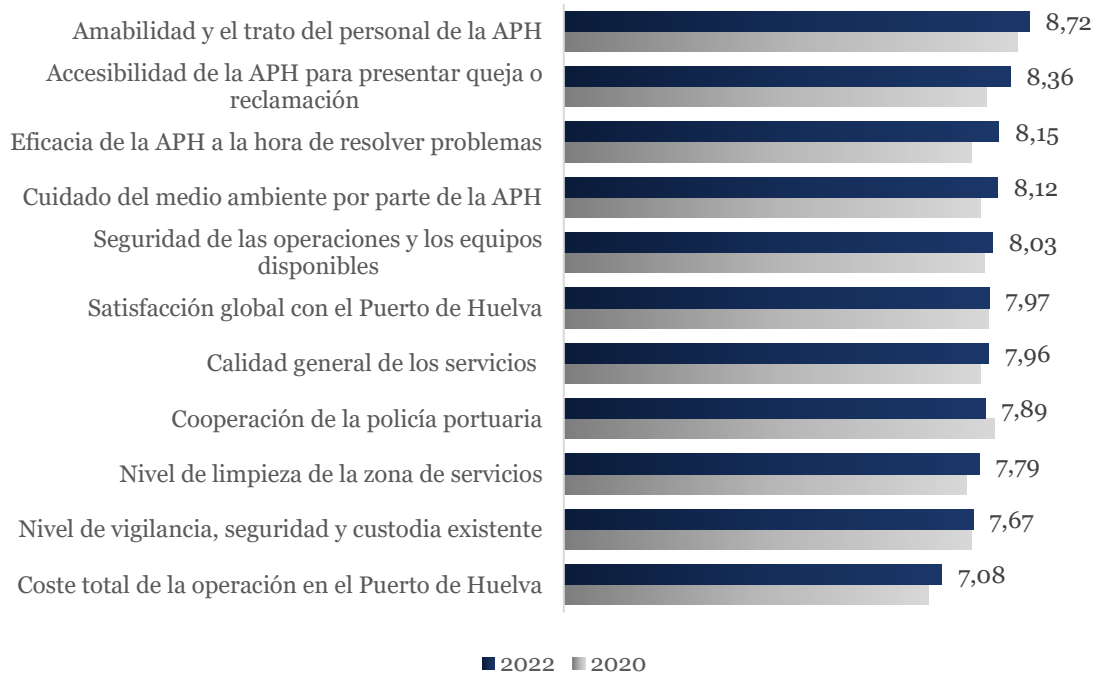 Amabilidad y el trato del personal de la APH 8,72
Accesibilidad de la APH para presentar queja o
reclamación 8,36
Eficacia de la APH a la hora de resolver problemas 8,15
Cuidado del medio ambiente por parte de la APH 8,12
Seguridad de las operaciones y los equipos
disponibles 8,03
Satisfacción global con el Puerto de Huelva 7,97
Calidad general de los servicios 7,96
Cooperación de la policía portuaria 7,89
Nivel de limpieza de la zona de servicios 7,79
Nivel de vigilancia, seguridad y custodia existente 7,67
Coste total de la operación en el Puerto de Huelva 7,08
2022 2020